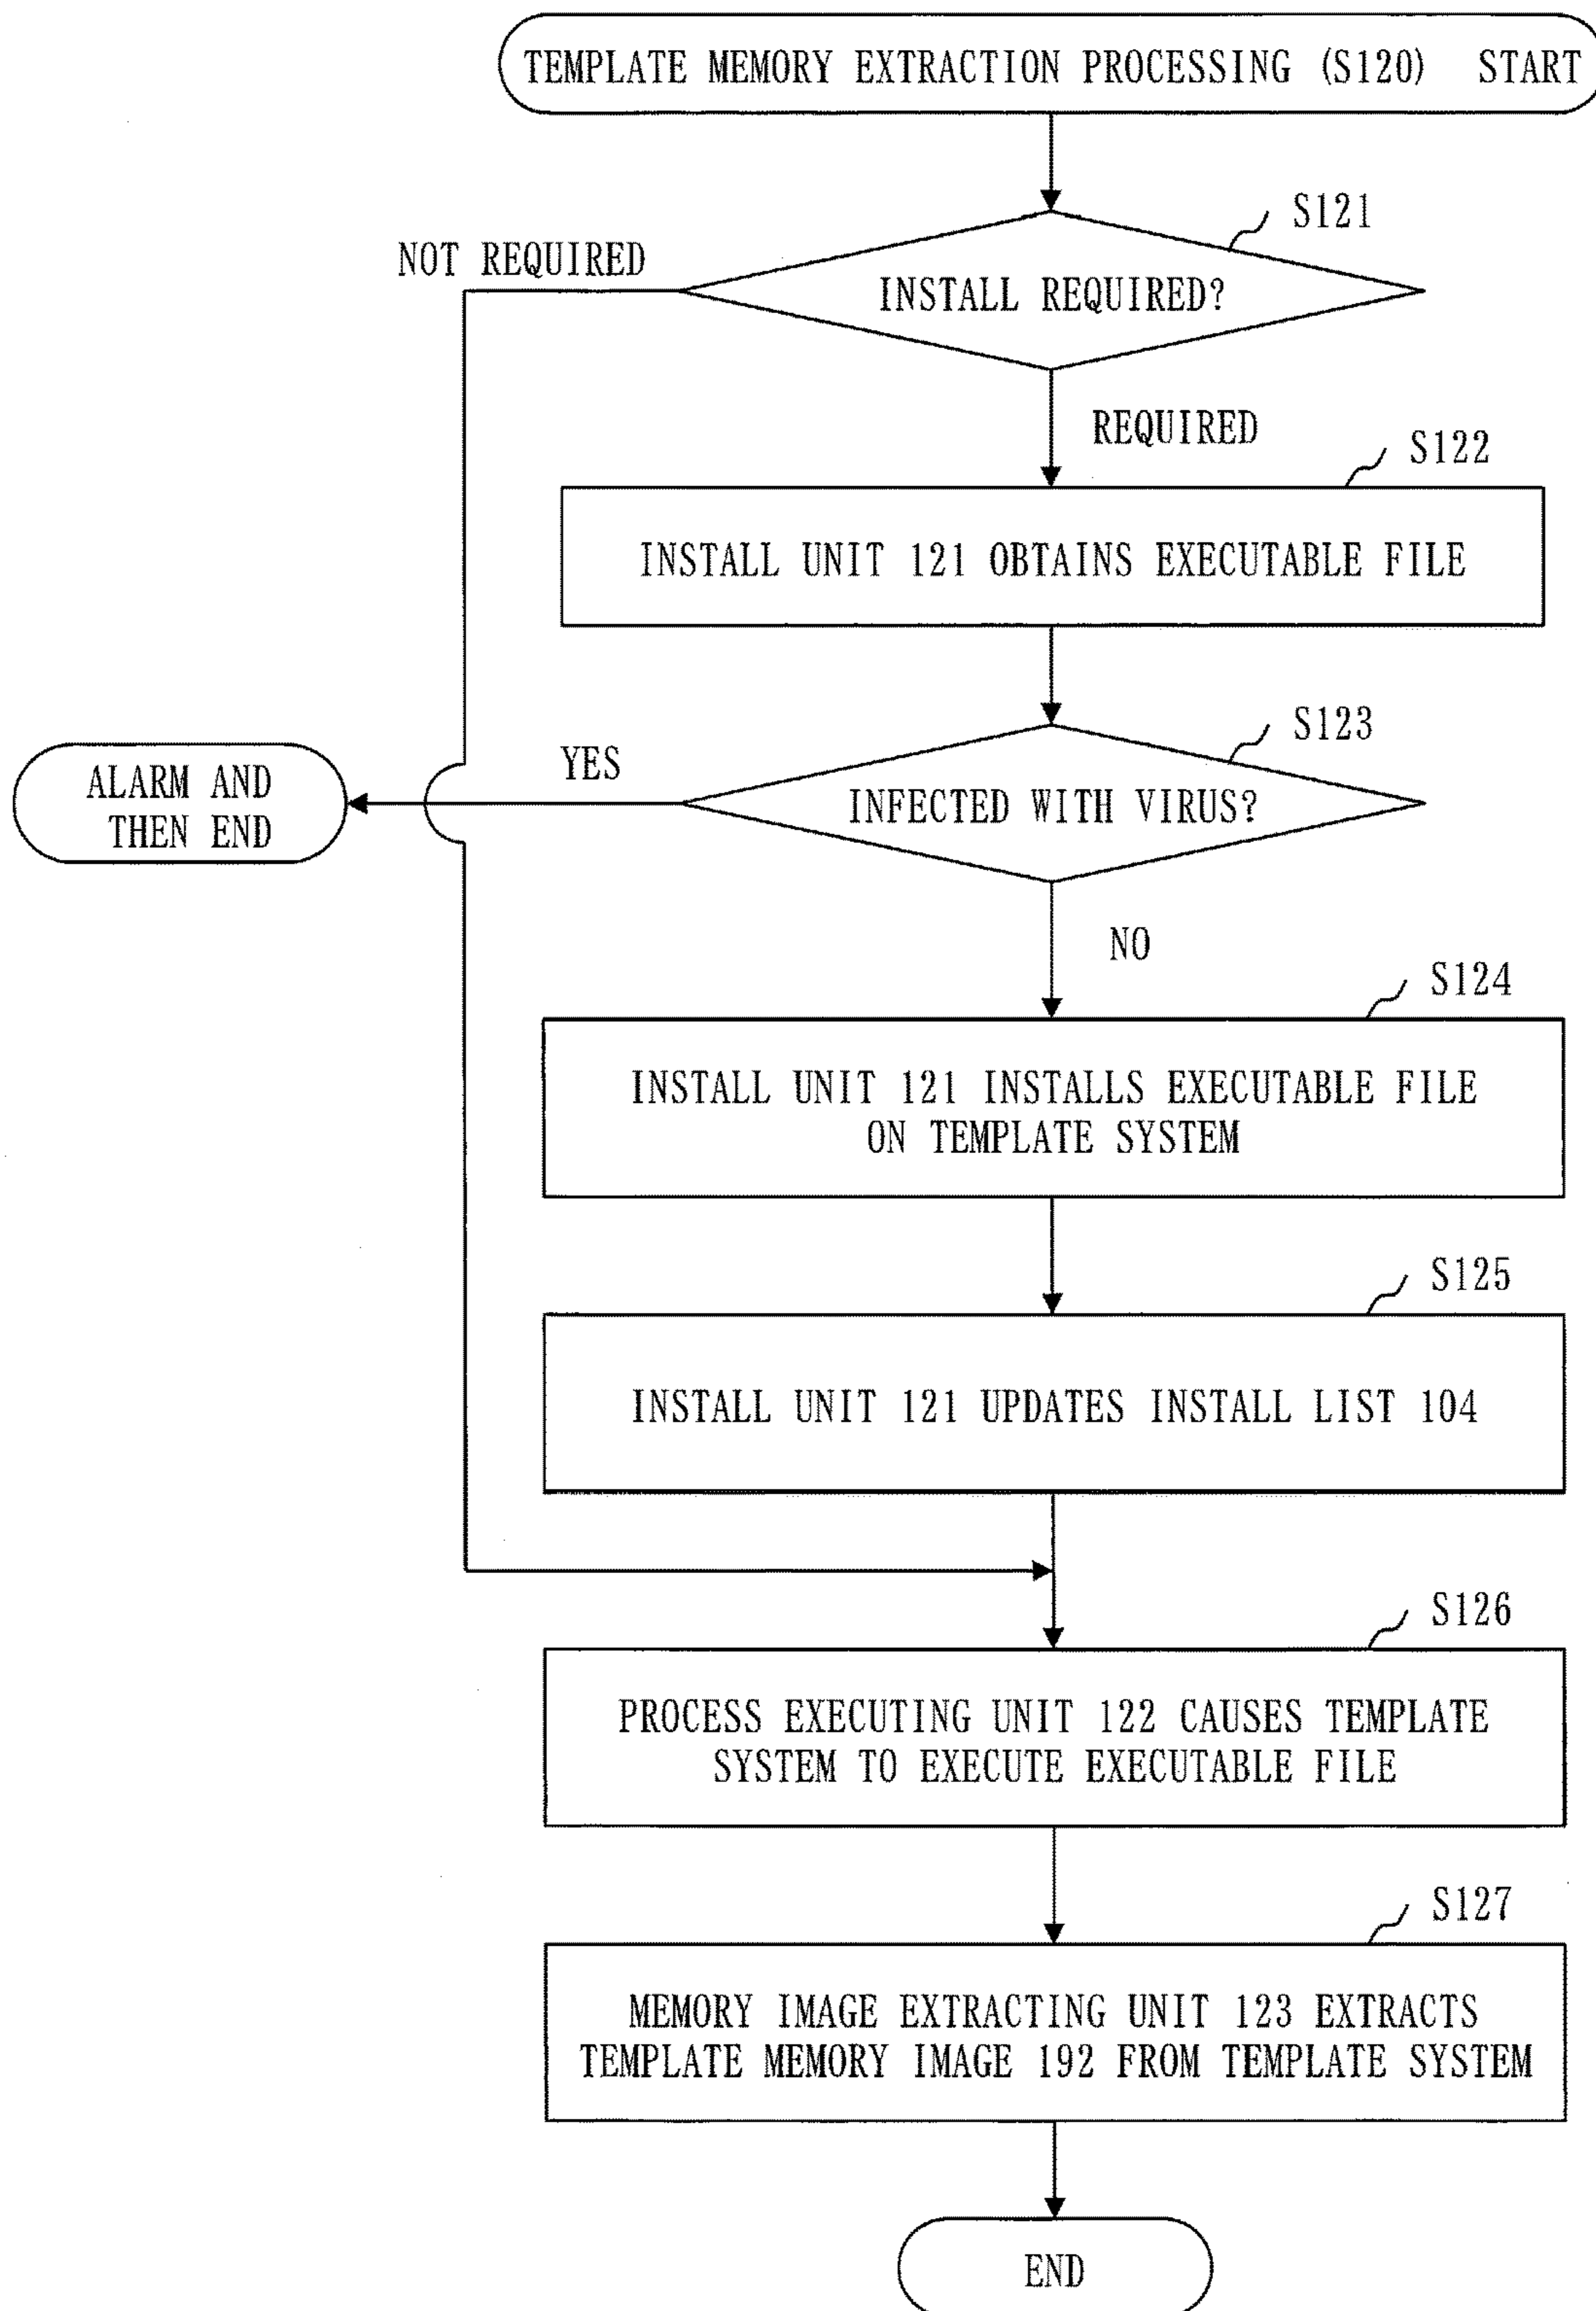 TEMPLATE MEMORY EXTRACTION PROCESSING (S120) START
S121
NOT REQUIRED
INSTALL REQUIRED?
REQUIRED
S122
INSTALL UNIT 121 OBTAINS EXECUTABLE FILE
S123
YES
ALARM AND
THEN END
INFECTED WITH VIRUS?
NO
S124
INSTALL UNIT 121 INSTALLS EXECUTABLE FILE
ON TEMPLATE SYSTEM
S125
INSTALL UNIT 121 UPDATES INSTALL LIST 104
S126
PROCESS EXECUTING UNIT 122 CAUSES TEMPLATE
SYSTEM TO EXECUTE EXECUTABLE FILE
S127
MEMORY IMAGE EXTRACTING UNIT 123 EXTRACTS
TEMPLATE MEMORY IMAGE 192 FROM TEMPLATE SYSTEM
END